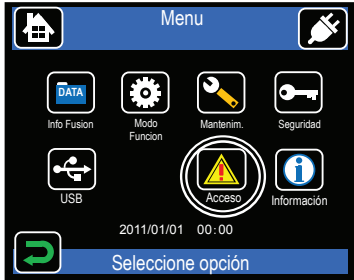 Menu
DATA
Info Fusion
Modo
Funcion
Mantenim.
Seguridad
USB
Acceso
Información
2011/01/01 00:00
Seleccione opción